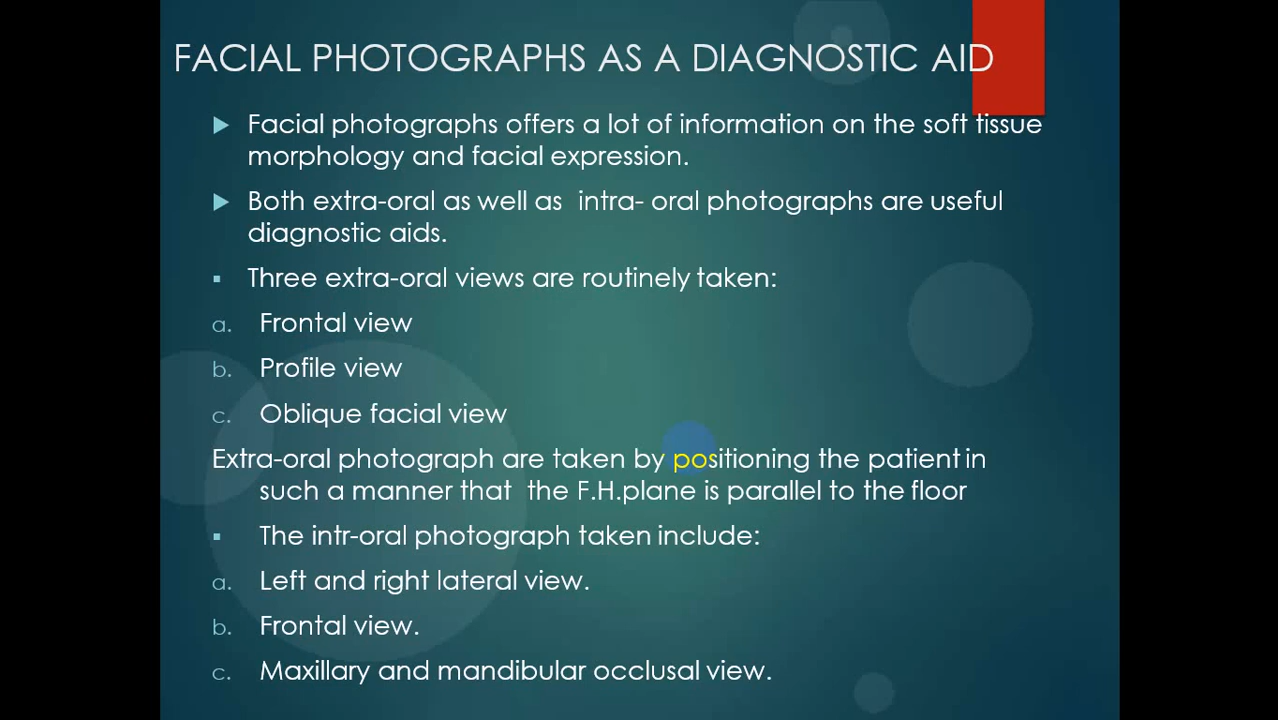 FACIAL PHOTOGRAPHS AS A DIAGNOSTIC AID
Facial photographs offers a lot of information on the soft tissue
morphology and facial expression.
Both extra-oral as well as intra- oral photographs are useful
diagnostic aids.
Three extra-oral views are routinely taken:
a. Frontal view
b. Profile view
c. Oblique facial view
Extra-oral photograph are taken by positioning the patient in
such a manner that the F.H.plane is parallel to the floor
The intr-oral photograph taken include:
a. Left and right lateral view.
b. Frontal view.
c. Maxillary and mandibular occlusal view.